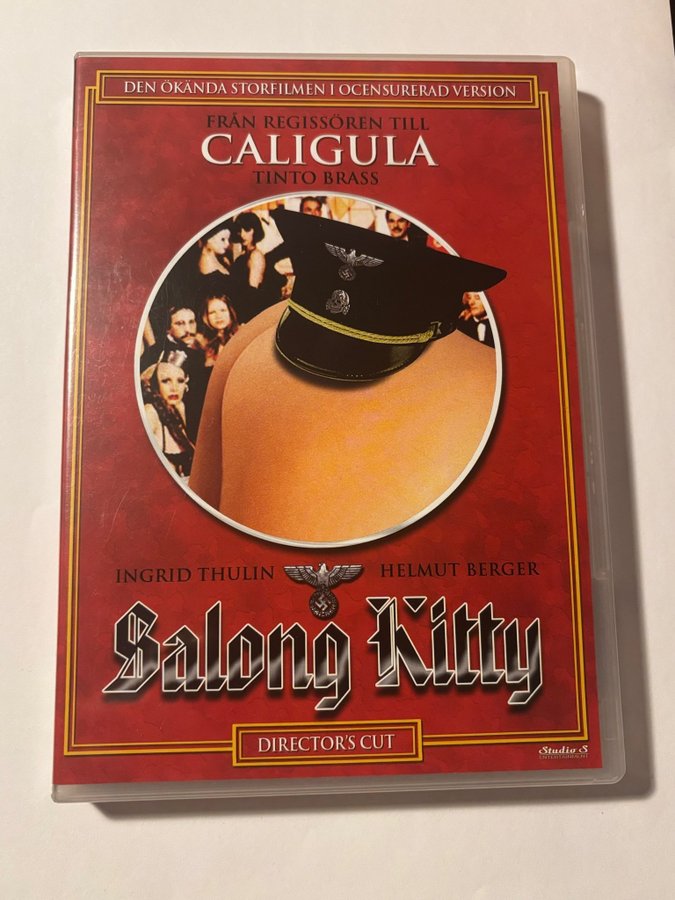 DEN ÖKÄNDA STORFILMEN I OCENSURERAD VERSION
FRÅN REGISSÖREN TILL
CALIGULA
TINTO BRASS
INGRID THULIN HELMUT BERGER
Salong Kitty
DIRECTOR'S CUT
Studio S
ENTERTAINMENT